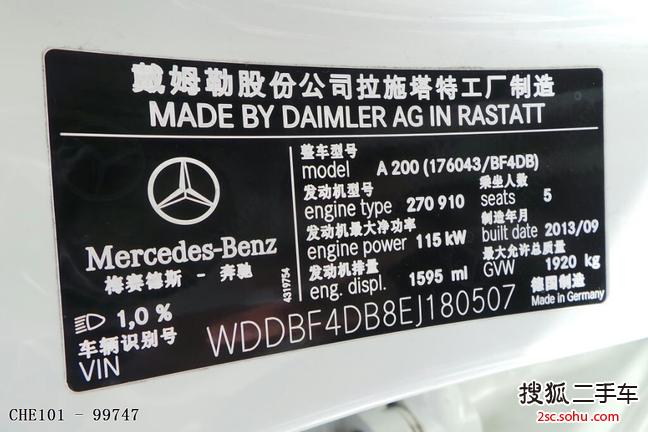 戴姆勒股份公司拉施塔特工厂制造
MADE BY DAIMLER AG IN RASTATT
Mercedes-Benz
梅赛德斯 - 奔驰
1,0 %
4319754
整车型号
model A 200 (176043/BF4DB)
发动机型号 乘坐人数
engine type 270 910 seats 5
发动机最大净功率 制造年月
engine power 115 kW built date 2013/09
发动机排量 最大允许总质量
eng. displ. 1595 ml GVW 1920 kg
德国制造
Made in Germany
车辆识别号
VIN WDDBF4DB8EJ180507
CHE101 - 99747
搜狐二手车
2sc.sohu.com